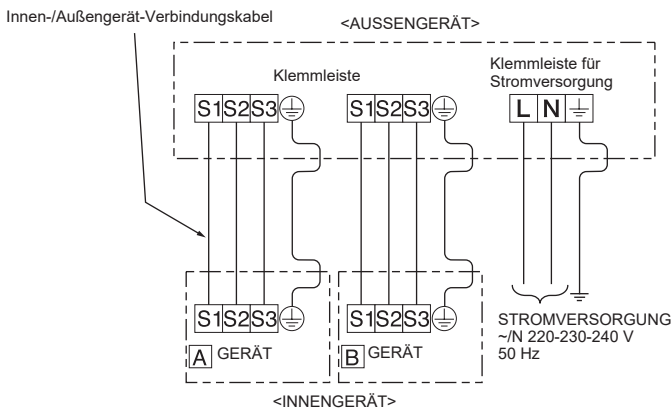 Innen-/Außengerät-Verbindungskabel
<AUSSENGERÄT>
Klemmleiste
Klemmleiste für
Stromversorgung
S1 S2 S3
S1 S2 S3
L N
S1 S2 S3
S1 S2 S3
A GERÄT
B GERÄT
STROMVERSORGUNG
~/N 220-230-240 V
50 Hz
<INNENGERÄT>